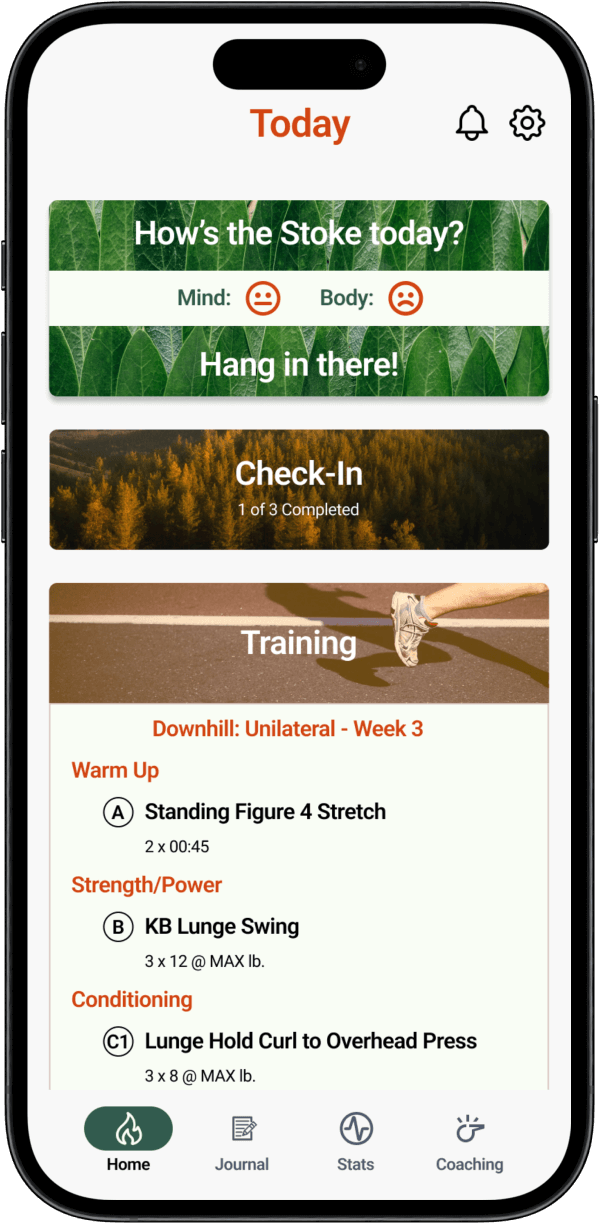 Today
How's the Stoke today?
Mind:
Body:
Hang in there!
Check-In
1 of 3 Completed
Training
Downhill: Unilateral - Week 3
Warm Up
A Standing Figure 4 Stretch
2 x 00:45
Strength/Power
B KB Lunge Swing
3 x 12 @ MAX lb.
Conditioning
C1 Lunge Hold Curl to Overhead Press
3 x 8 @ MAX lb.
Home
Journal
Stats
Coaching